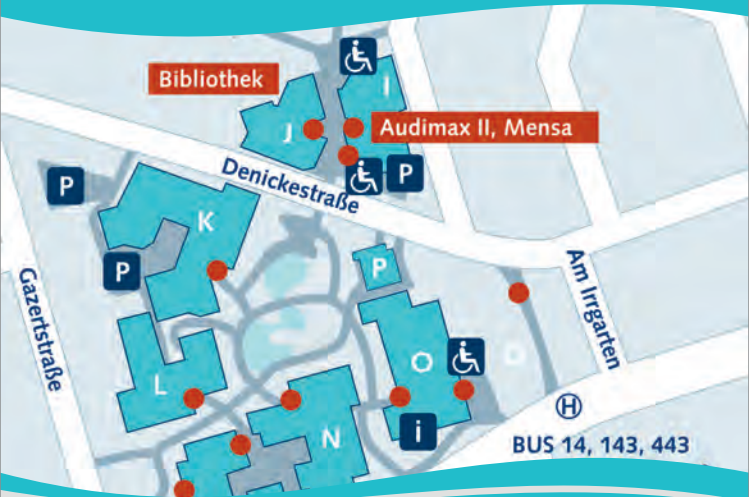 Bibliothek
I
J
Audimax II, Mensa
P
P
Denickestraße
K
P
P
Am Irrgarten
Gazertstraße
O
L
i
H
N
BUS 14, 143, 443